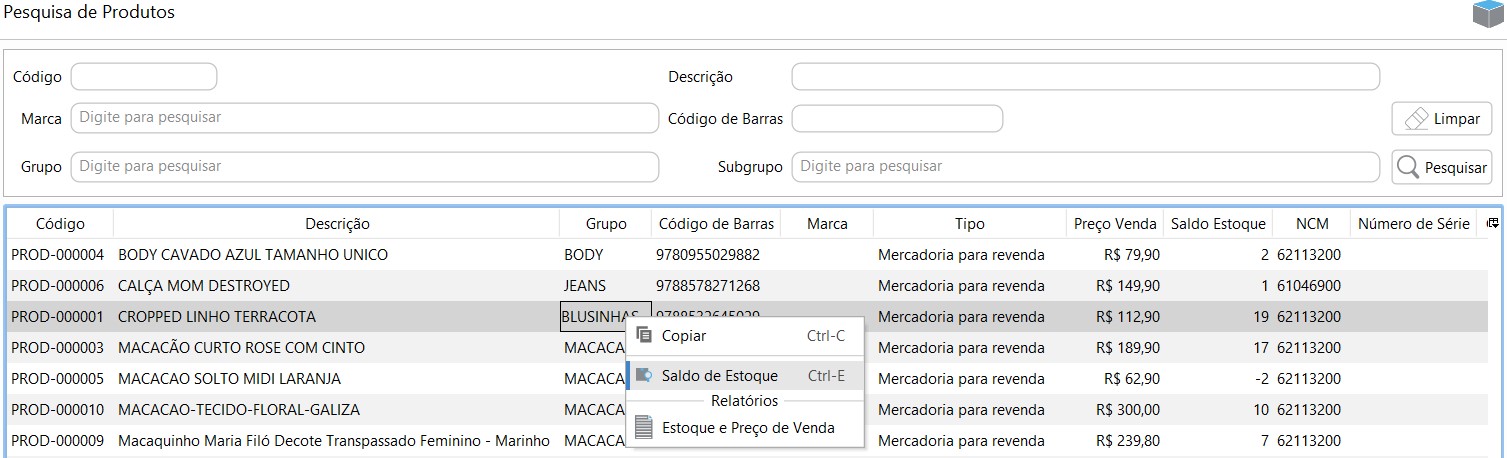 Pesquisa de Produtos
Código Descrição
Marca Digite para pesquisar Código de Barras Limpar
Grupo Digite para pesquisar Subgrupo Digite para pesquisar Pesquisar
Código Descrição Grupo Código de Barras Marca Tipo Preço Venda Saldo Estoque NCM Número de Série
PROD-000004 BODY CAVADO AZUL TAMANHO UNICO BODY 9780955029882 Mercadoria para revenda R$ 79,90 2 62113200
PROD-000006 CALÇA MOM DESTROYED JEANS 9788578271268 Mercadoria para revenda R$ 149,90 1 61046900
PROD-000001 CROPPED LINHO TERRACOTA BLUSINHAS Mercadoria para revenda R$ 112,90 19 62113200
Copiar Ctrl-C
PROD-000003 MACACÃO CURTO ROSE COM CINTO MACACA Mercadoria para revenda R$ 189,90 17 62113200
Saldo de Estoque Ctrl-E
PROD-000005 MACACAO SOLTO MIDI LARANJA MACACA Mercadoria para revenda R$ 62,90 -2 62113200
Relatórios
PROD-000010 MACACAO-TECIDO-FLORAL-GALIZA MACACA Mercadoria para revenda R$ 300,00 10 62113200
Estoque e Preço de Venda
PROD-000009 Macaquinho Maria Filó Decote Transpassado Feminino - Marinho MACACA Mercadoria para revenda R$ 239,80 7 62113200